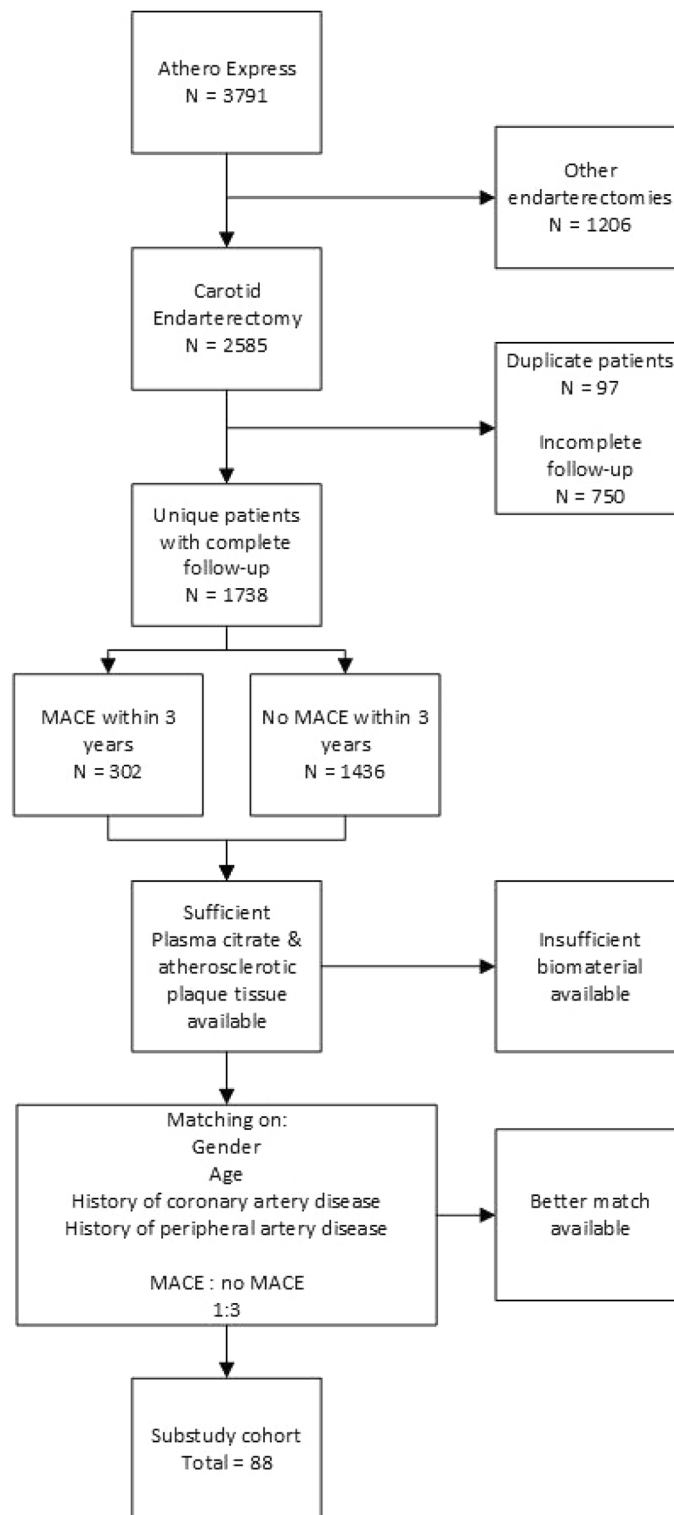 Athero Express
N = 3791
Other
endarterectomies
N = 1206
Carotid
Endarterectomy
N = 2585
Duplicate patients
N = 97
Incomplete
follow-up
N = 750
Unique patients
with complete
follow-up
N = 1738
MACE within 3
years
N = 302
No MACE within 3
years
N = 1436
Sufficient
Plasma citrate &
atherosclerotic
plaque tissue
available
Insufficient
biomaterial
available
Matching on:
Gender
Age
History of coronary artery disease
History of peripheral artery disease
MACE : no MACE
1:3
Better match
available
Substudy cohort
Total = 88